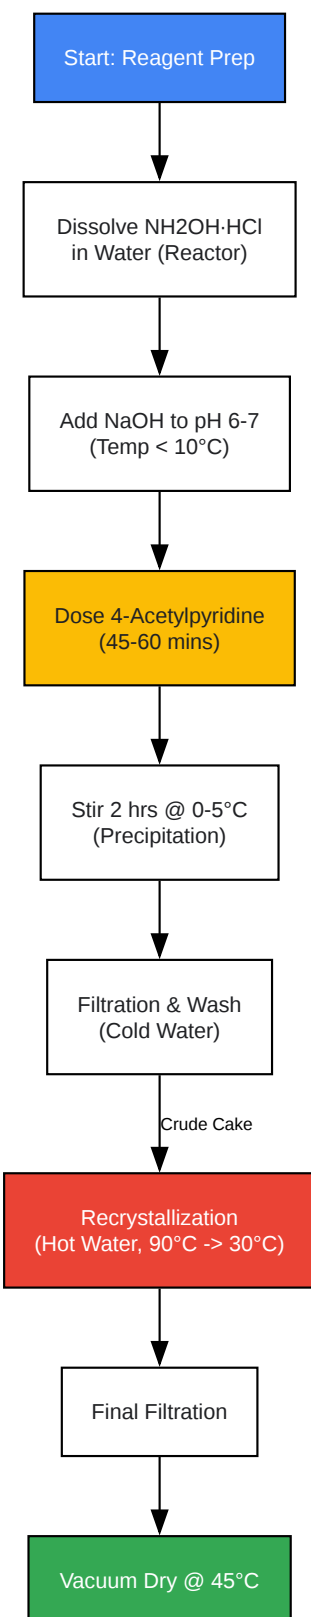 Start: Reagent Prep
Dissolve NH2OH·HCl
in Water (Reactor)
Add NaOH to pH 6-7
(Temp < 10°C)
Dose 4-Acetylpyridine
(45-60 mins)
Stir 2 hrs @ 0-5°C
(Precipitation)
Filtration & Wash
(Cold Water)
Crude Cake
Recrystallization
(Hot Water, 90°C -> 30°C)
Final Filtration
Vacuum Dry @ 45°C